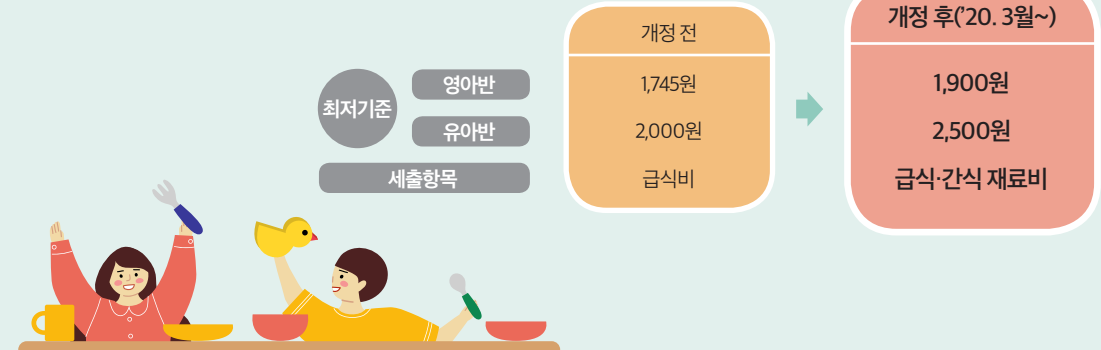 개정 전
개정 후('20. 3월~)
최저기준
영아반
1,745원
1,900원
유아반
2,000원
2,500원
세출항목
급식비
급식·간식 재료비